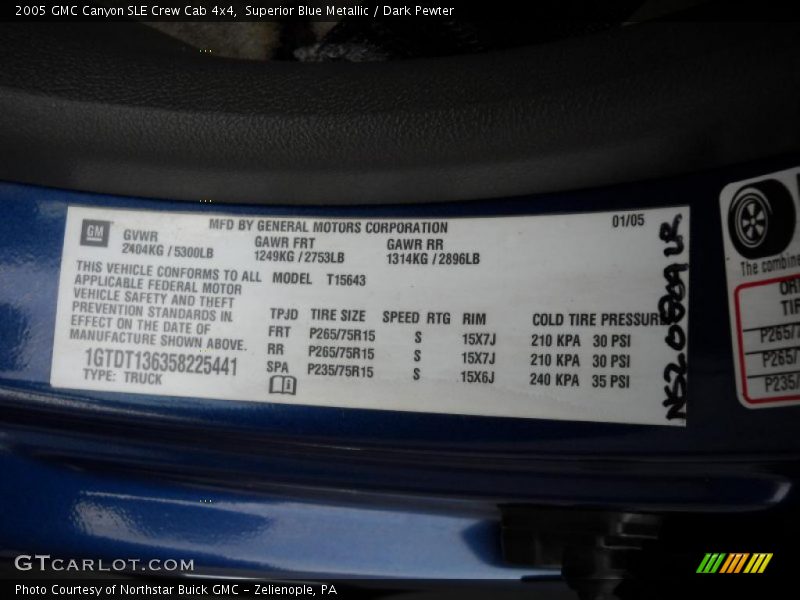 2005 GMC Canyon SLE Crew Cab 4x4, Superior Blue Metallic / Dark Pewter
GM
MFD BY GENERAL MOTORS CORPORATION
01/05
GVWR
2404KG / 5300LB
GAWR FRT
1249KG / 2753LB
GAWR RR
1314KG / 2896LB
THIS VEHICLE CONFORMS TO ALL
APPLICABLE FEDERAL MOTOR
VEHICLE SAFETY AND THEFT
PREVENTION STANDARDS IN
EFFECT ON THE DATE OF
MANUFACTURE SHOWN ABOVE.
1GTDT136358225441
TYPE: TRUCK
MODEL T15643
TPJD TIRE SIZE SPEED RTG RIM COLD TIRE PRESSURE
FRT P265/75R15 S 15X7J 210 KPA 30 PSI
RR P265/75R15 S 15X7J 210 KPA 30 PSI
SPA P235/75R15 S 15X6J 240 KPA 35 PSI
The combine
P265/
P265/7
P235/
GTCARLOT.COM
Photo Courtesy of Northstar Buick GMC - Zelienople, PA